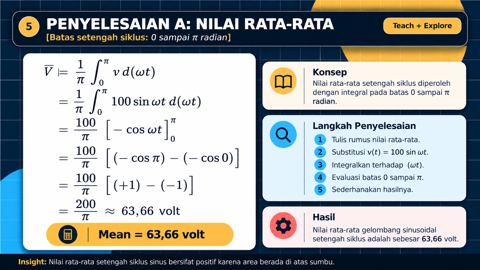 5
PENYELESAIAN A: NILAI RATA-RATA
[Batas setengah siklus: 0 sampai π radian]
Teach + Explore
V̅ ⊨ 1/π ∫₀^π v d(ωt)
= 1/π ∫₀^π 100 sin ωt d(ωt)
= 100/π [− cos ωt]₀^π
= 100/π [(− cos π) − (− cos 0)]
= 100/π [(+1) − (−1)]
= 200/π ≈ 63,66 volt
Mean = 63,66 volt
Konsep
Nilai rata-rata setengah siklus diperoleh
dengan integral pada batas 0 sampai π
radian.
Langkah Penyelesaian
1 Tulis rumus nilai rata-rata.
2 Substitusi v(t) = 100 sin ωt.
3 Integralkan terhadap (ωt).
4 Evaluasi batas 0 sampai π.
5 Sederhanakan hasilnya.
Hasil
Nilai rata-rata gelombang sinusoidal
setengah siklus adalah sebesar 63,66 volt.
Insight: Nilai rata-rata setengah siklus sinus bersifat positif karena area berada di atas sumbu.